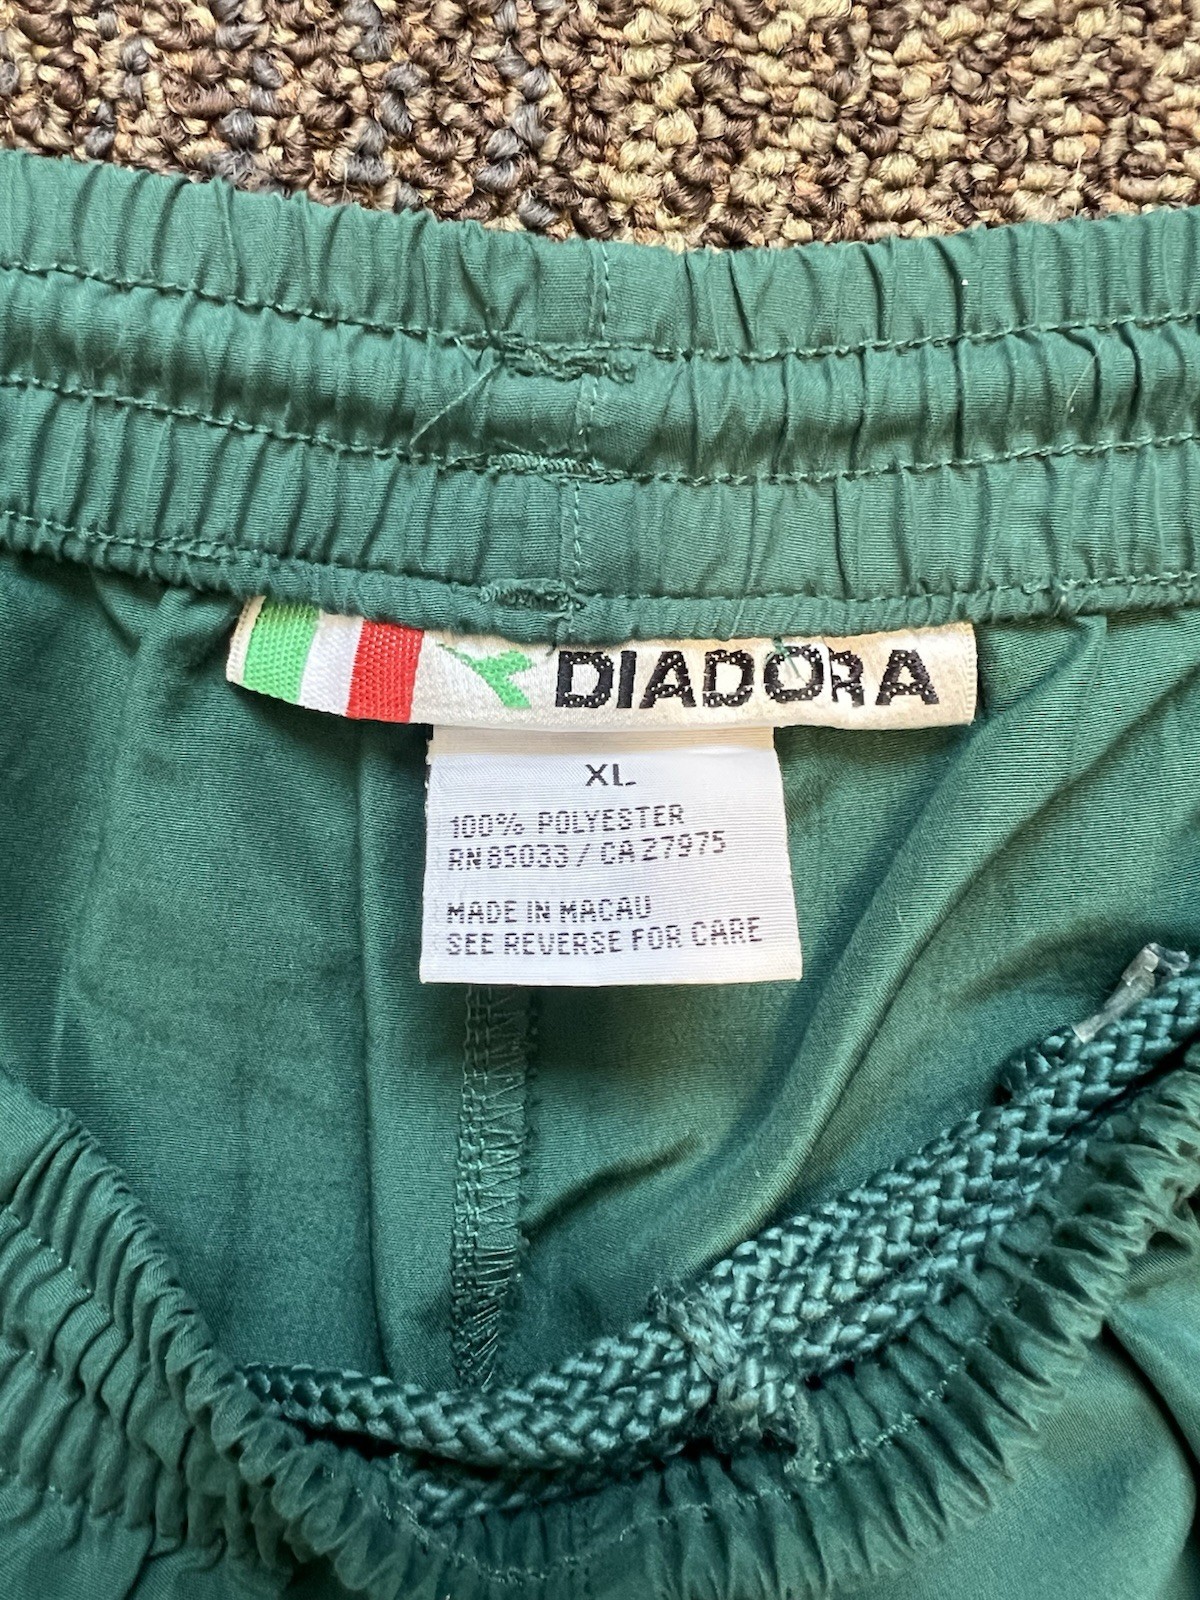 DIADORA
XL
100% POLYESTER
RN 85033 / CA 27975
MADE IN MACAU
SEE REVERSE FOR CARE